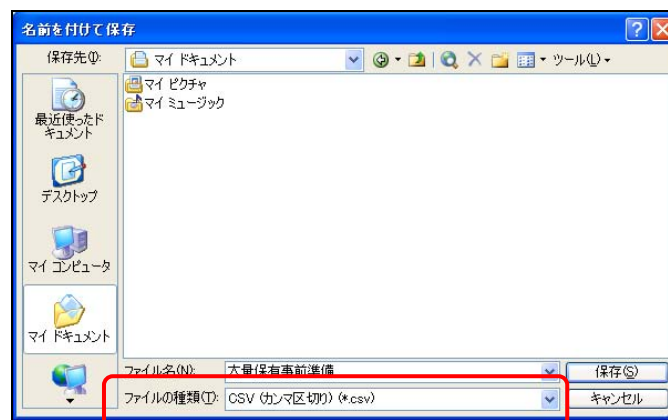 名前を付けて保存
保存先(I):
マイ ドキュメント
ツール(L)
マイ ピクチャ
マイ ミュージック
最近使ったド
キュメント
デスクトップ
マイ コンピュータ
マイ ドキュメント
ファイル名(N):
大量保有事前準備
保存(S)
ファイルの種類(T):
CSV (カンマ区切り) (*.csv)
キャンセル